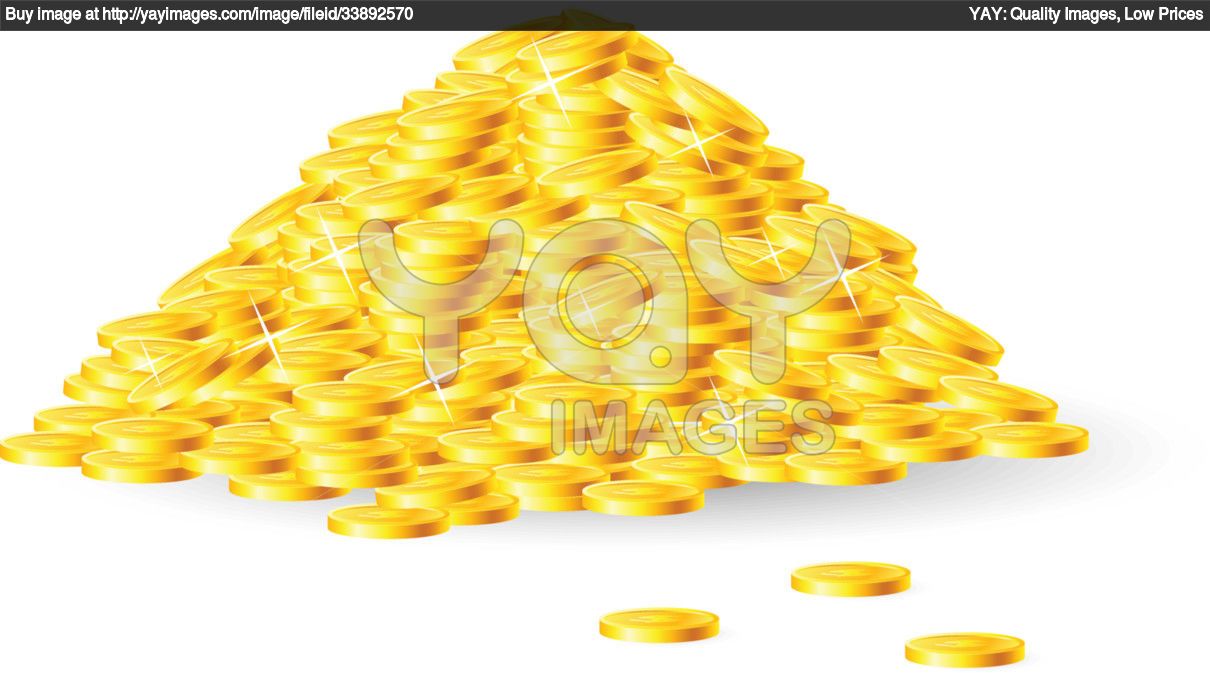 Buy image at http://yayimages.com/image/fileid/33892570
YAY: Quality Images, Low Prices
YAY
IMAGES